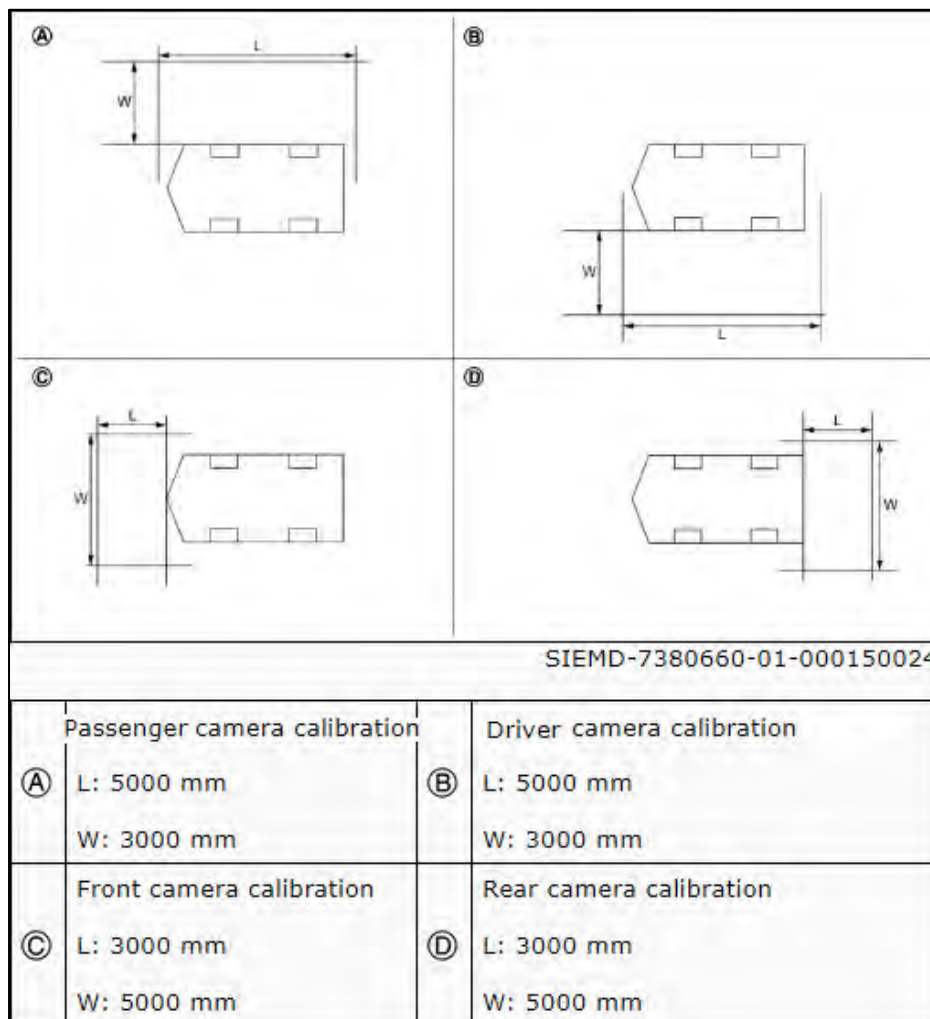 Ⓐ
L
W
Ⓑ
W
L
Ⓒ
L
W
Ⓓ
L
W
SIEMD-7380660-01-000150024
Ⓐ
Passenger camera calibration
L: 5000 mm
W: 3000 mm
Ⓑ
Driver camera calibration
L: 5000 mm
W: 3000 mm
Ⓒ
Front camera calibration
L: 3000 mm
W: 5000 mm
Ⓓ
Rear camera calibration
L: 3000 mm
W: 5000 mm